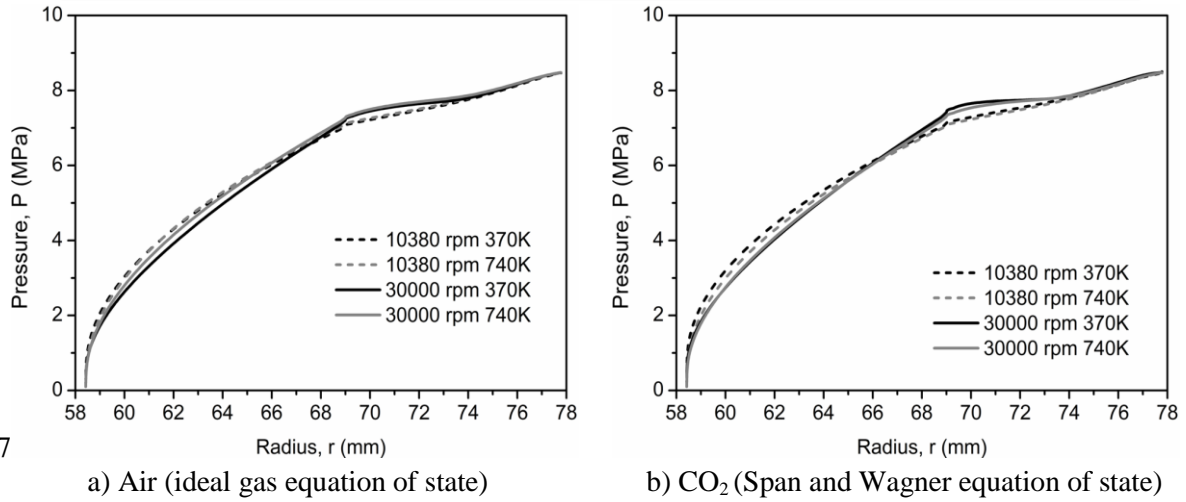 10
8
6
4
2
0
Pressure, P (MPa)
10380 rpm 370K
10380 rpm 740K
30000 rpm 370K
30000 rpm 740K
58 60 62 64 66 68 70 72 74 76 78
Radius, r (mm)
10
8
6
4
2
0
Pressure, P (MPa)
10380 rpm 370K
10380 rpm 740K
30000 rpm 370K
30000 rpm 740K
58 60 62 64 66 68 70 72 74 76 78
Radius, r (mm)
7
a) Air (ideal gas equation of state)
b) CO₂ (Span and Wagner equation of state)